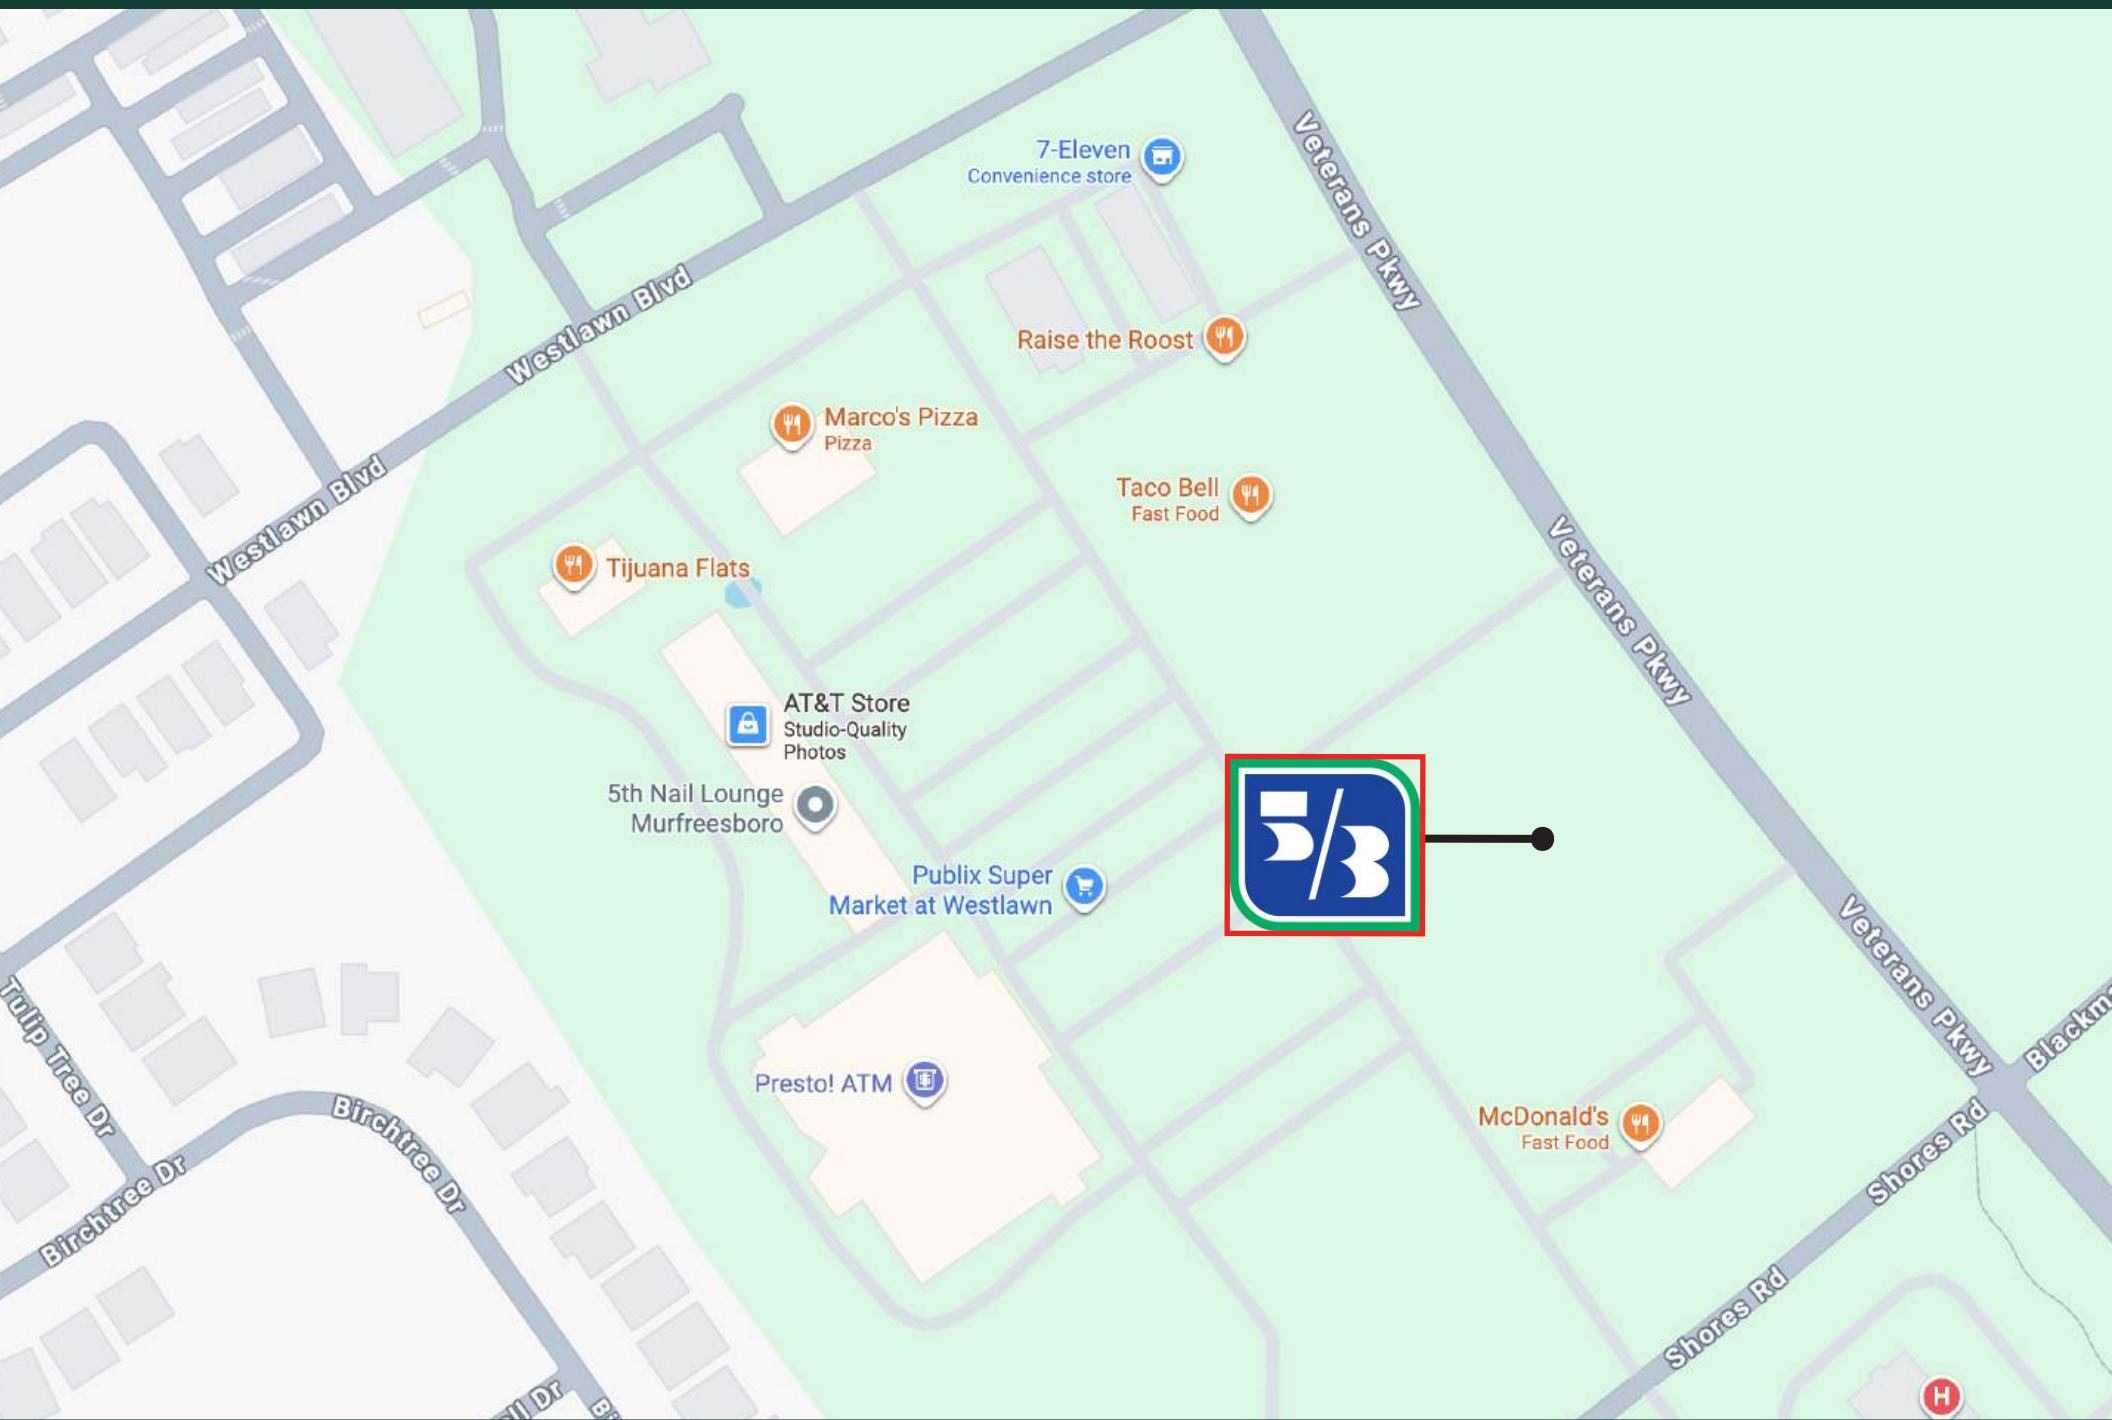 7-Eleven
Convenience store
Veterans Pkwy
Westlawn Blvd
Raise the Roost
Marco's Pizza
Pizza
Westlawn Blvd
Taco Bell
Fast Food
Tijuana Flats
Veterans Pkwy
AT&T Store
Studio-Quality
Photos
5th Nail Lounge
Murfreesboro
5/3
Publix Super
Market at Westlawn
Veterans Pkwy
Tulip Tree Dr
Presto! ATM
Birchtree Dr
McDonald's
Fast Food
Shores Rd
Birchtree Dr
Shores Rd
H